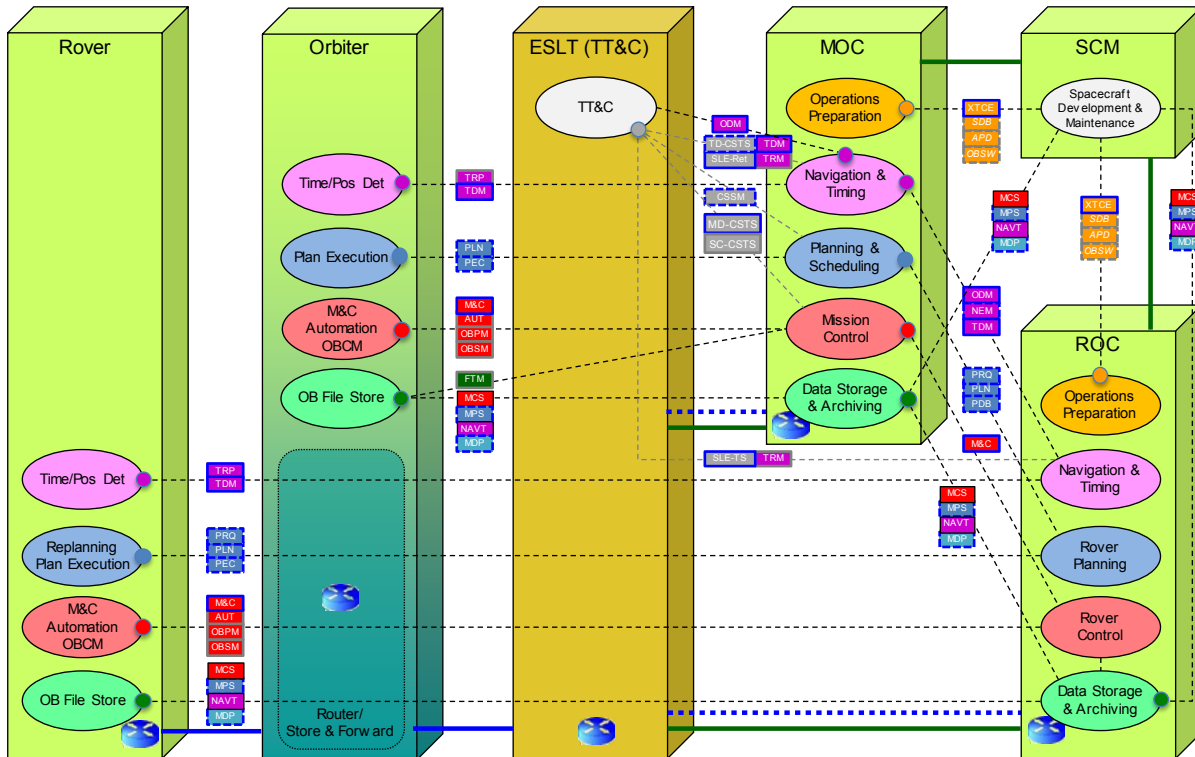 Rover
Orbiter
ESLT (TT&C)
MOC
SCM
TT&C
Operations
Preparation
XTCE
SDB
APD
OBSW
Spacecraft
Development &
Maintenance
ODM
TD-CSTS TDM
SLE-Ret TRM
Time/Pos Det
TRP
TDM
Navigation &
Timing
CSSM
MD-CSTS
SC-CSTS
MCS
MPS
NAVT
MDP
XTCE
SDB
APD
OBSW
MCS
MPS
NAVT
MDP
Plan Execution
PLN
PEC
Planning &
Scheduling
M&C
Automation
OBCM
M&C
AUT
OBPM
OBSM
Mission
Control
ODM
NEM
TDM
ROC
OB File Store
FTM
MCS
MPS
NAVT
MDP
Data Storage
& Archiving
PRQ
PLN
PDB
Operations
Preparation
M&C
SLE-TS TRM
Time/Pos Det
TRP
TDM
Navigation &
Timing
MCS
MPS
NAVT
MDP
Replanning
Plan Execution
PRQ
PLN
PEC
Rover
Planning
M&C
Automation
OBCM
M&C
AUT
OBPM
OBSM
Rover
Control
OB File Store
MCS
MPS
NAVT
MDP
Router/
Store & Forward
Data Storage
& Archiving